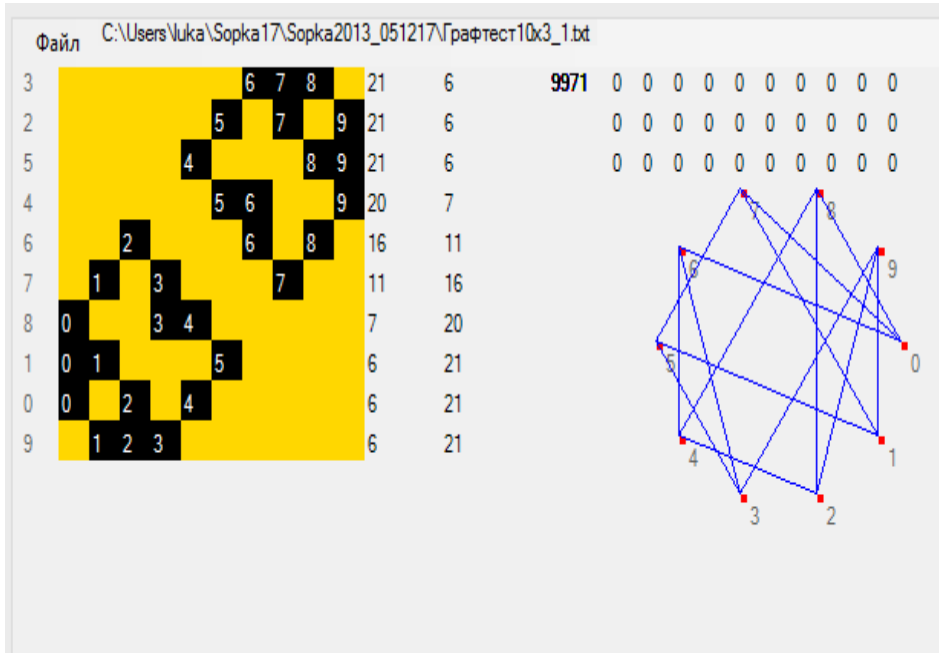 Файл C:\Users\luka\Sopka17\Sopka2013_051217\Графтест10x3_1.txt
3 6 7 8 21 6 9971 0 0 0 0 0 0 0 0 0 0
2 5 7 9 21 6 0 0 0 0 0 0 0 0 0 0
5 4 8 9 21 6 0 0 0 0 0 0 0 0 0 0
4 5 6 9 20 7
7 8
6 2 6 8 16 11
6 9
7 1 3 7 11 16
8 0 3 4 7 20
1 0 1 5 6 21
5 0
0 0 2 4 6 21
9 1 2 3 6 21
4 1
3 2